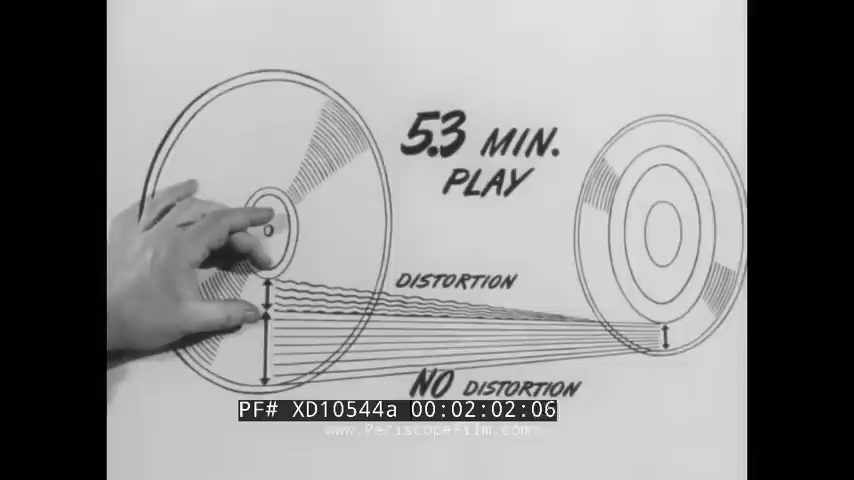 5.3 MIN.
PLAY
DISTORTION
NO DISTORTION
PF# XD10544a 00:02:02:06
www.PeriscopeFilm.com